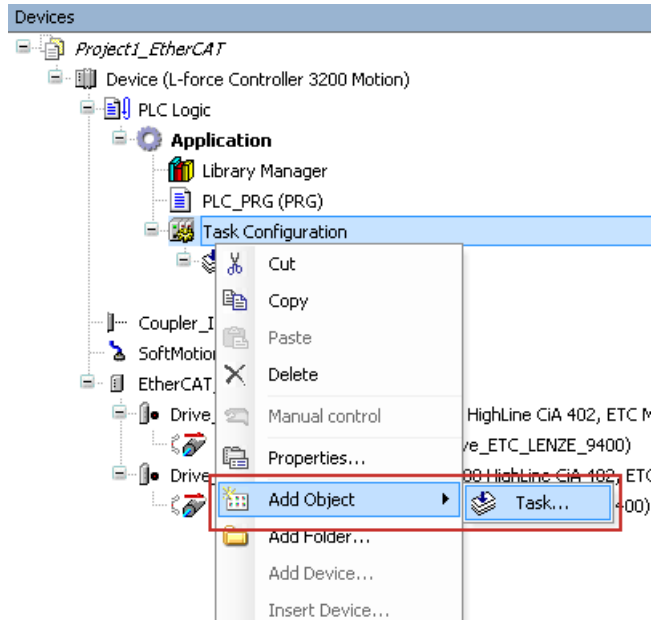 Devices
Project1_EtherCAT
Device (L-force Controller 3200 Motion)
PLC Logic
Application
Library Manager
PLC_PRG (PRG)
Task Configuration
Cut
Copy
Coupler_I
Paste
SoftMotion
Delete
EtherCAT_
Drive_ Manual control HighLine CiA 402, ETC M
Properties... ve_ETC_LENZE_9400)
Drive_ 00 HighLine CiA 402, ETC
Add Object Task... 400)
Add Folder...
Add Device...
Insert Device...